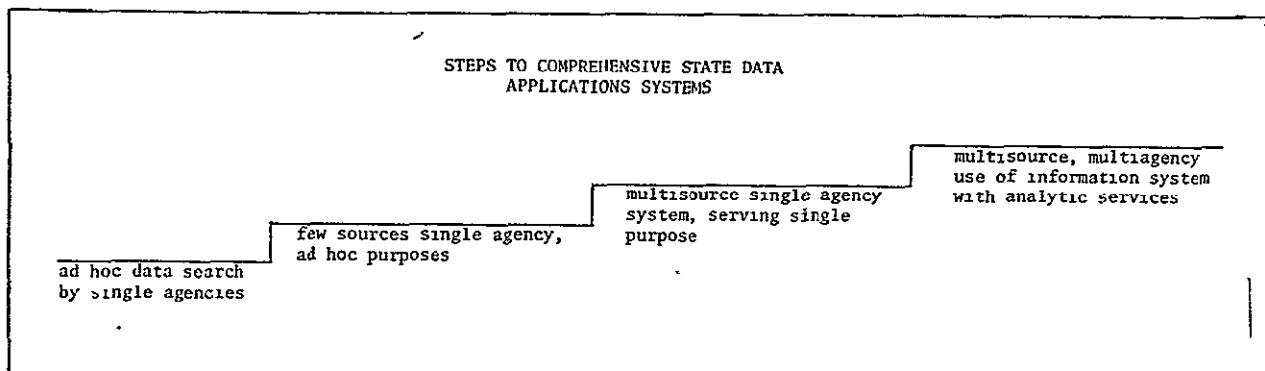 STEPS TO COMPREHENSIVE STATE DATA
APPLICATIONS SYSTEMS
multisource, multiagency
use of information system
with analytic services
multisource single agency
system, serving single
purpose
few sources single agency,
ad hoc purposes
ad hoc data search
by single agencies